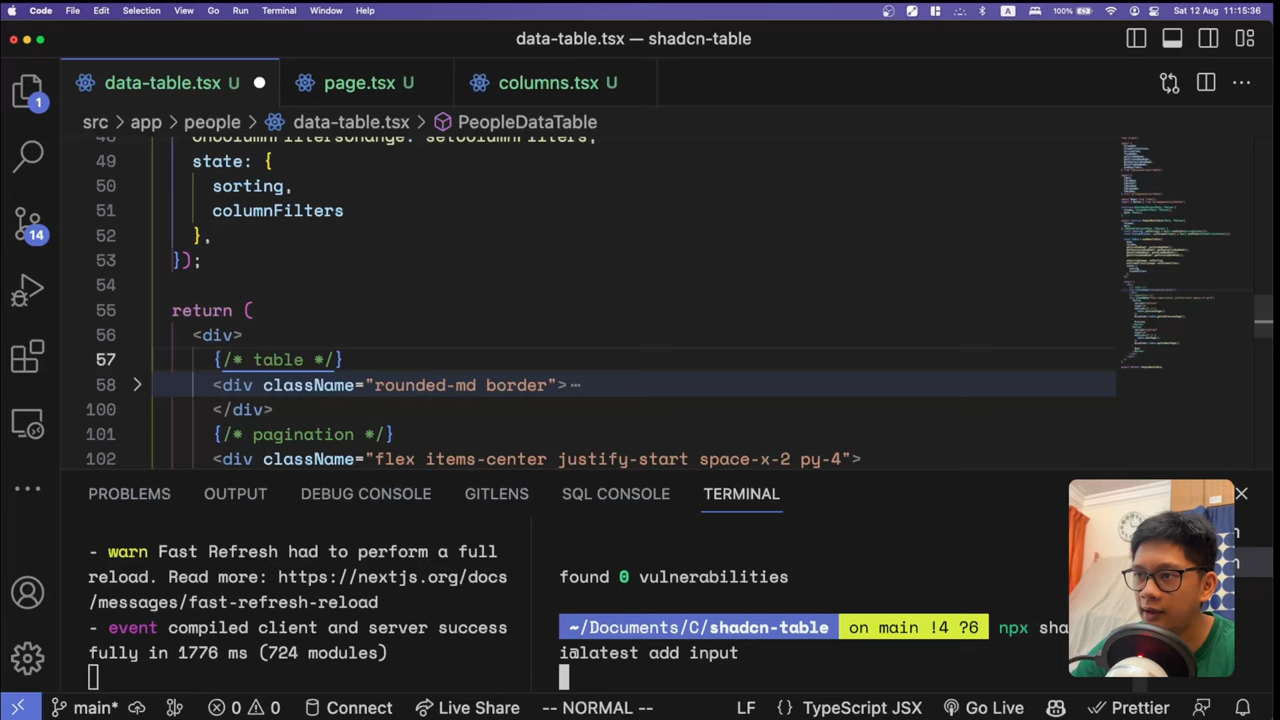 Code File Edit Selection View Go Run Terminal Window Help A 100% Sat 12 Aug 11:15:36
data-table.tsx — shadcn-table
data-table.tsx U page.tsx U columns.tsx U
src > app > people > data-table.tsx > PeopleDataTable
48 onColumnFiltersChange: setColumnFilters,
49 state: {
50 sorting,
51 columnFilters
52 },
53 });
54
55 return (
56 <div>
57 {/* table */}
58 <div className="rounded-md border">⋯
100 </div>
101 {/* pagination */}
102 <div className="flex items-center justify-start space-x-2 py-4">
1
14
PROBLEMS OUTPUT DEBUG CONSOLE GITLENS SQL CONSOLE TERMINAL
- warn Fast Refresh had to perform a full
reload. Read more: https://nextjs.org/docs
/messages/fast-refresh-reload
- event compiled client and server success
fully in 1776 ms (724 modules)
found 0 vulnerabilities
~/Documents/C/shadcn-table on main !4 ?6 npx sha
latest add input
main* 0 0 Connect Live Share -- NORMAL -- LF {} TypeScript JSX Go Live Prettier